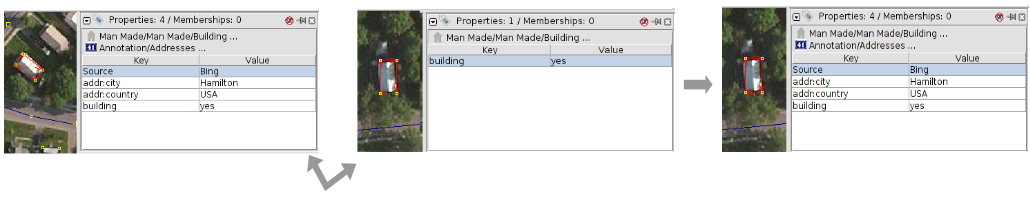 Properties: 4 / Memberships: 0
Man Made/Man Made/Building ...
41 Annotation/Addresses ...
Key Value
Source Bing
addr:city Hamilton
addr:country USA
building yes
Properties: 1 / Memberships: 0
Man Made/Man Made/Building ...
Key Value
building yes
Properties: 4 / Memberships: 0
Man Made/Man Made/Building ...
41 Annotation/Addresses ...
Key Value
Source Bing
addr:city Hamilton
addr:country USA
building yes